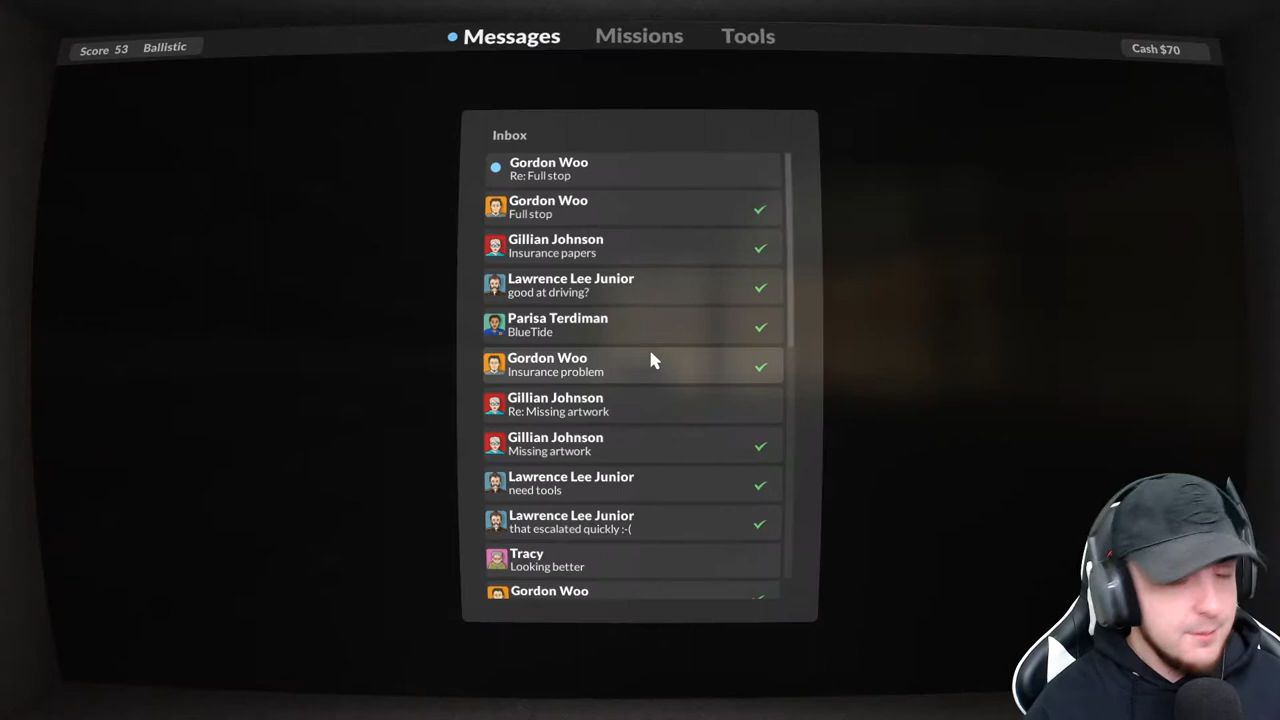 Score 53 Ballistic
Messages Missions Tools
Cash $70
Inbox
Gordon Woo
Re: Full stop
Gordon Woo
Full stop
Gillian Johnson
Insurance papers
Lawrence Lee Junior
good at driving?
Parisa Terdiman
BlueTide
Gordon Woo
Insurance problem
Gillian Johnson
Re: Missing artwork
Gillian Johnson
Missing artwork
Lawrence Lee Junior
need tools
Lawrence Lee Junior
that escalated quickly :-(
Tracy
Looking better
Gordon Woo